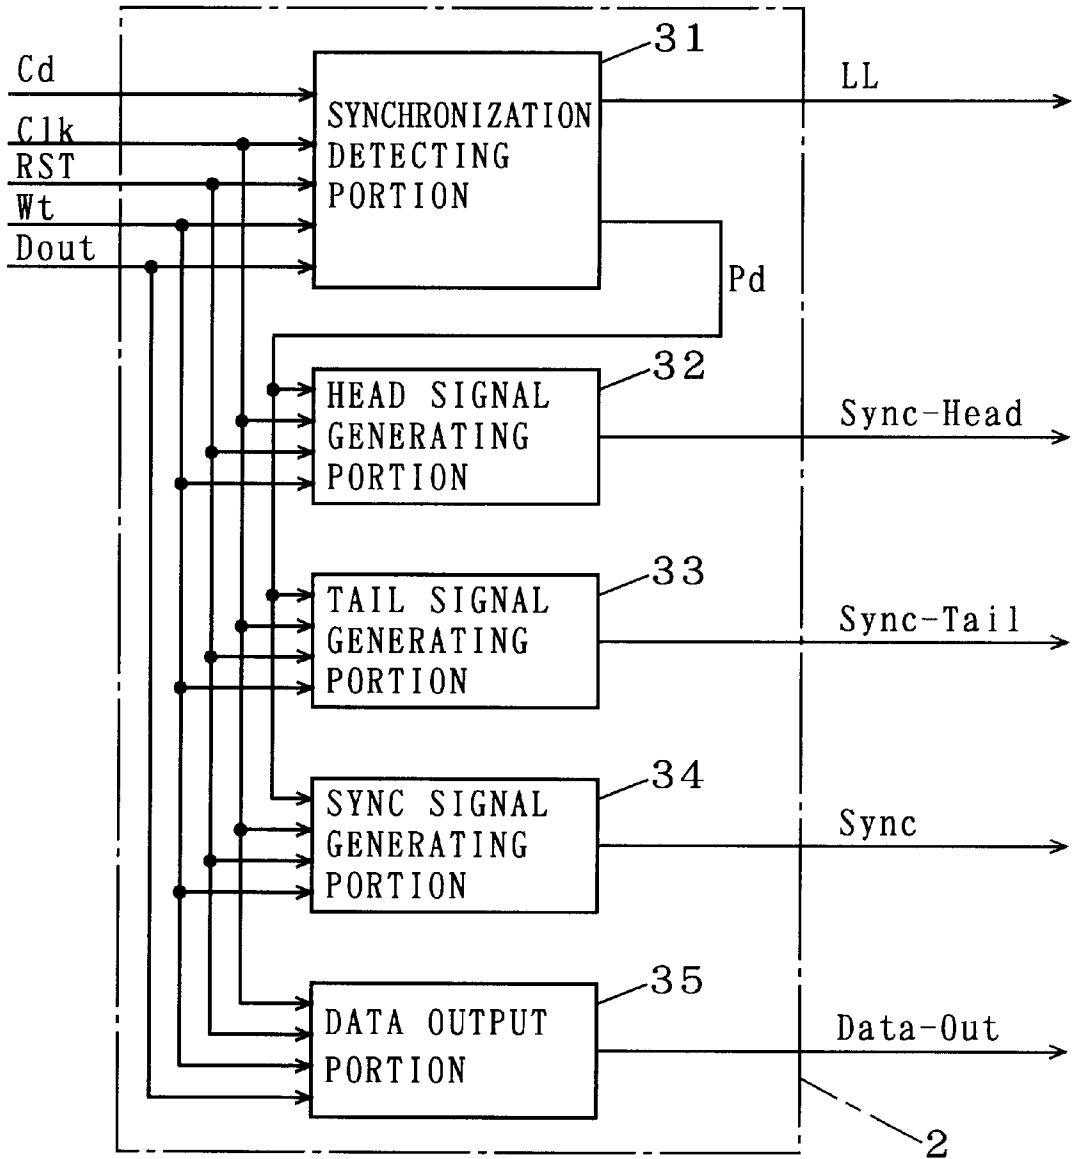 31
Cd
LL
Clk
SYNCHRONIZATION
DETECTING
PORTION
RST
Wt
Dout
Pd
32
HEAD SIGNAL
GENERATING
PORTION
Sync-Head
33
TAIL SIGNAL
GENERATING
PORTION
Sync-Tail
34
SYNC SIGNAL
GENERATING
PORTION
Sync
35
DATA OUTPUT
PORTION
Data-Out
2